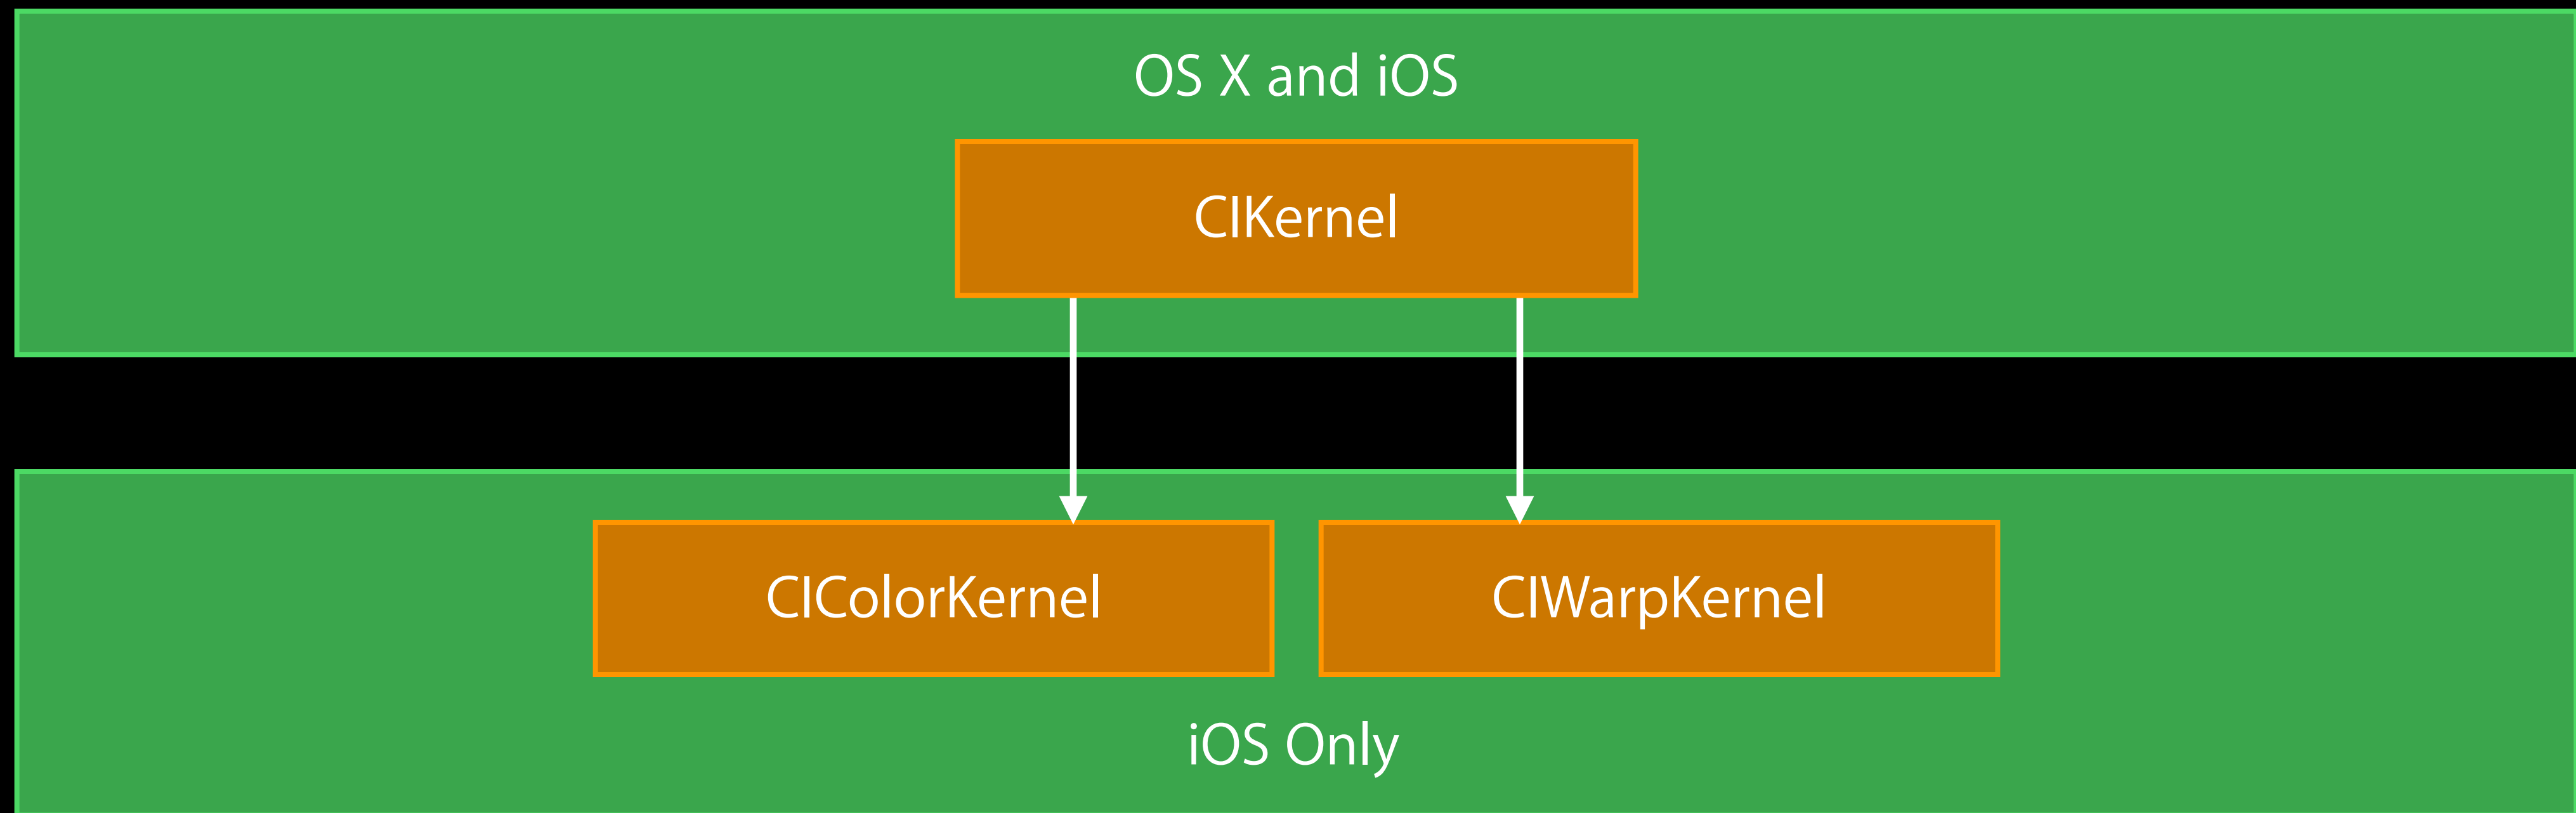 OS X and iOS
CIKernel
CIColorKernel
CIWarpKernel
iOS Only